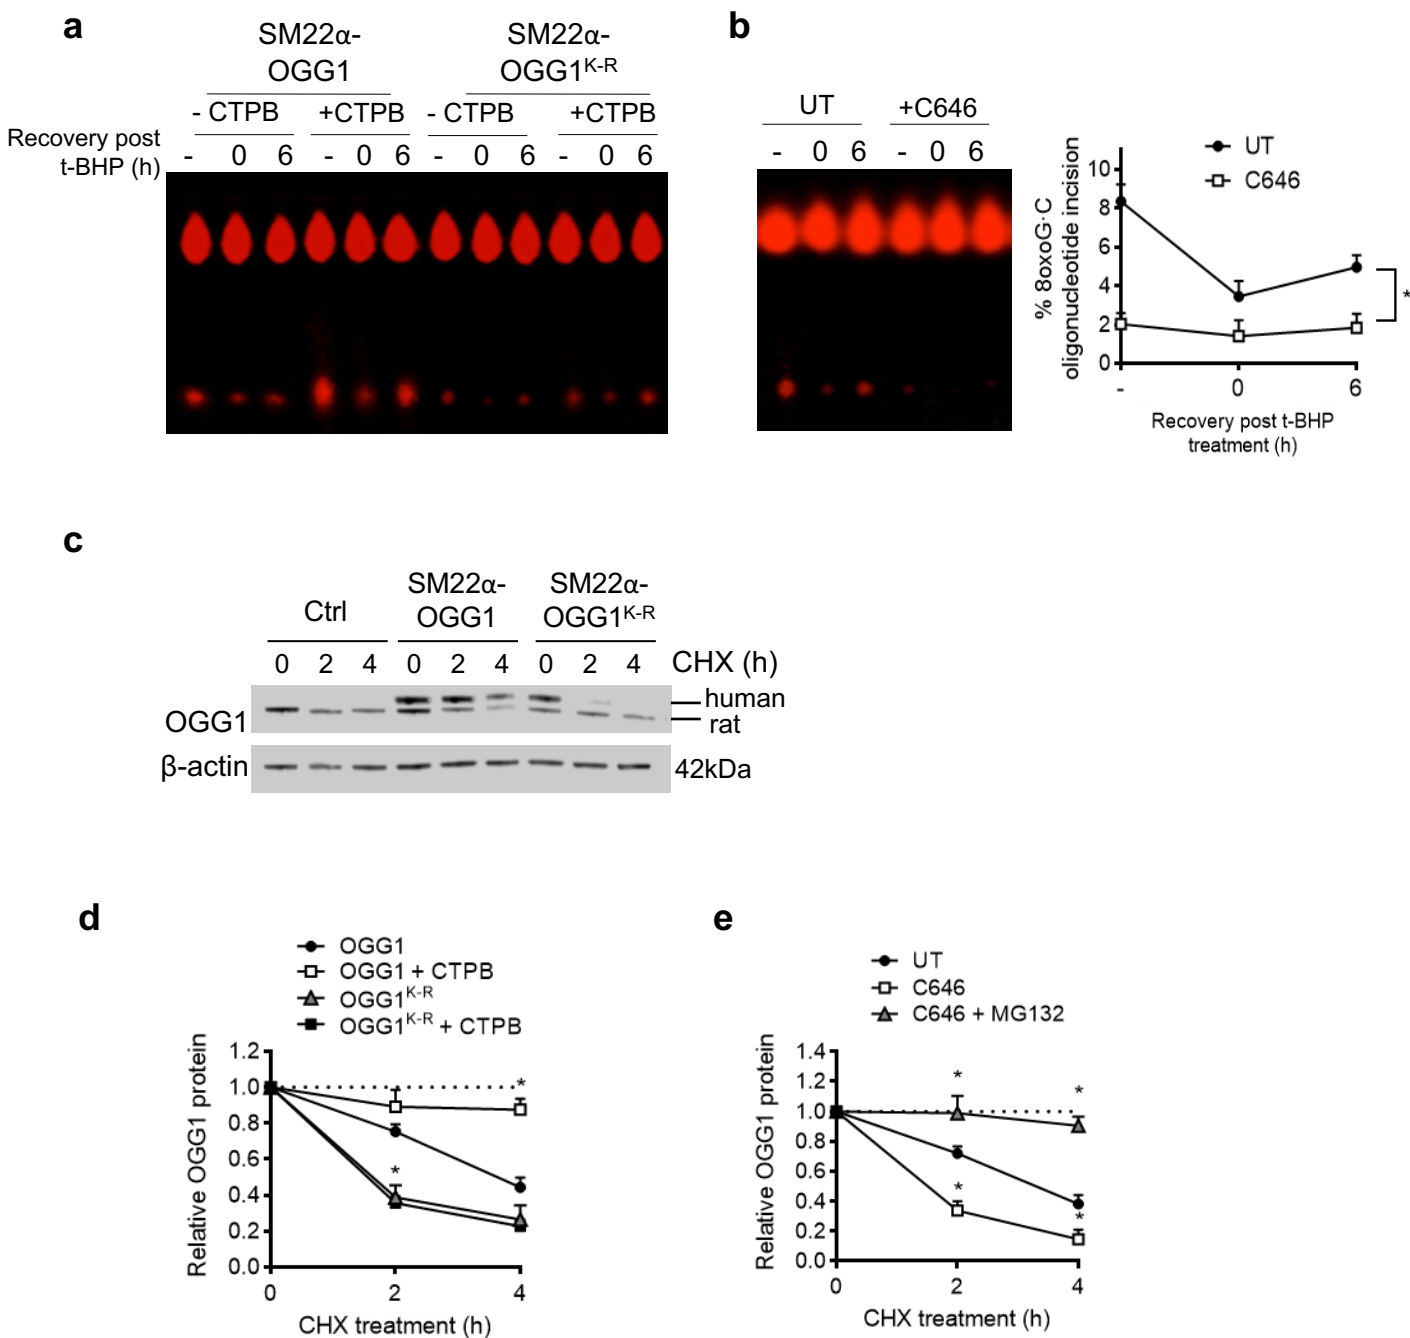 a
SM22α-
OGG1
SM22α-
OGG1K-R
- CTPB
+CTPB
- CTPB
+CTPB
Recovery post
t-BHP (h)
- 0 6 - 0 6 - 0 6 - 0 6
b
UT
+C646
- 0 6 - 0 6
UT
C646
% 8oxoG·C
oligonucleotide incision
10
8
6
4
2
0
*
- 0 6
Recovery post t-BHP
treatment (h)
c
Ctrl
SM22α-
OGG1
SM22α-
OGG1K-R
0 2 4 0 2 4 0 2 4 CHX (h)
OGG1
human
rat
β-actin
42kDa
d
OGG1
OGG1 + CTPB
OGG1K-R
OGG1K-R + CTPB
Relative OGG1 protein
1.2
1.0
0.8
0.6
0.4
0.2
0.0
*
*
0 2 4
CHX treatment (h)
e
UT
C646
C646 + MG132
Relative OGG1 protein
1.4
1.2
1.0
0.8
0.6
0.4
0.2
0.0
*
*
*
*
0 2 4
CHX treatment (h)